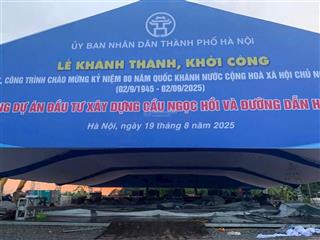 ỦY BAN NHÂN DÂN THÀNH PHỐ HÀ NỘI
LỄ KHÁNH THÀNH, KHỞI CÔNG
, CÔNG TRÌNH CHÀO MỪNG KỶ NIỆM 80 NĂM QUỐC KHÁNH NƯỚC CỘNG HOÀ XÃ HỘI CHỦ N
(02/9/1945 - 02/09/2025)
NG DỰ ÁN ĐẦU TƯ XÂY DỰNG CẦU NGỌC HỒI VÀ ĐƯỜNG DẪN H
Hà Nội, ngày 19 tháng 8 năm 2025